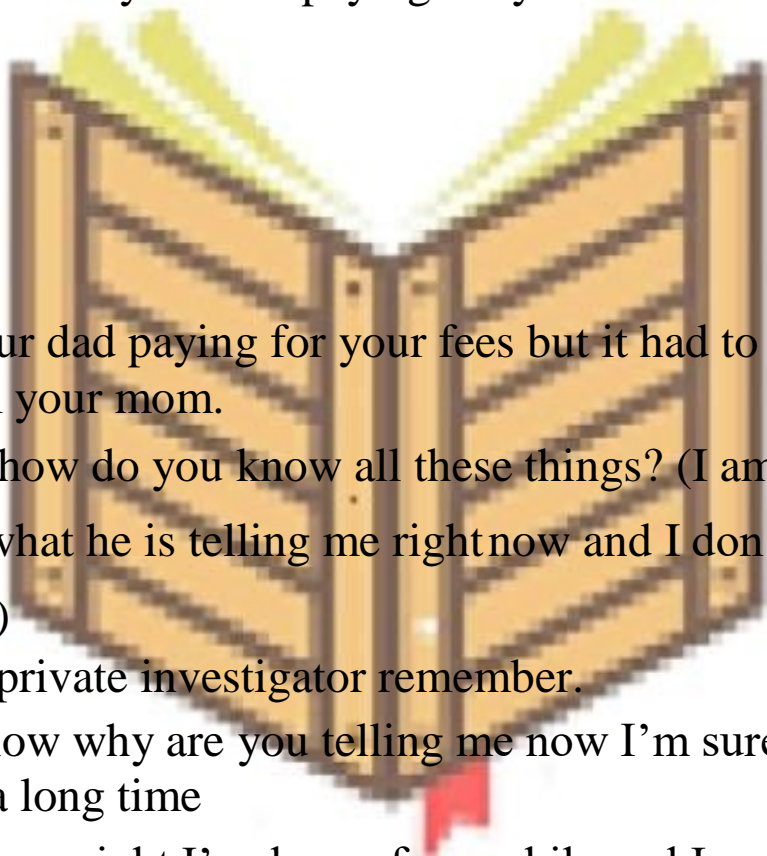 ur dad paying for your fees but it had to
your mom.
how do you know all these things? (I am
what he is telling me rightnow and I don
)
private investigator remember.
ow why are you telling me now I’m sure
a long time